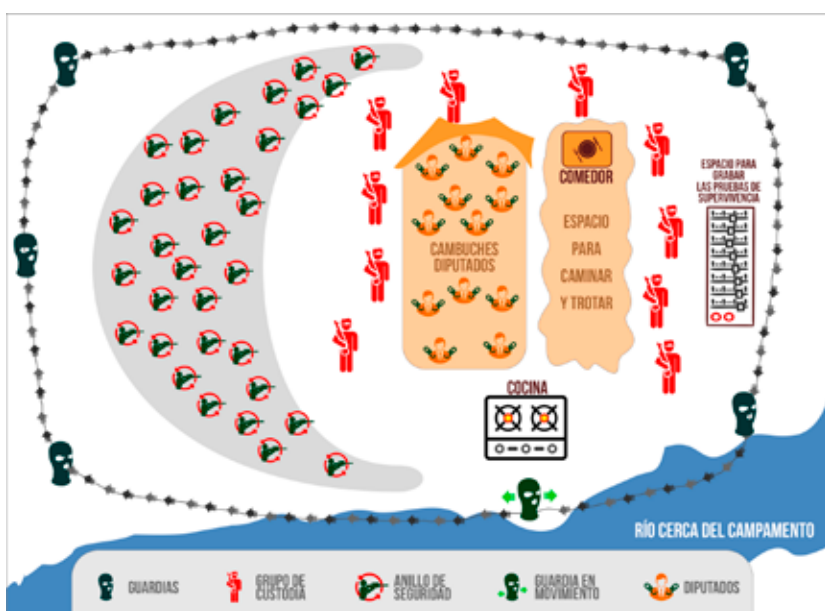 ESPACIO PARA
GRABAR
LAS PRUEBAS DE
SUPERVIVENCIA
COMEDOR
ESPACIO
PARA
CAMINAR
Y TROTAR
CAMBUCHES
DIPUTADOS
COCINA
RÍO CERCA DEL CAMPAMENTO
GUARDIAS
GRUPO DE
CUSTODIA
ANILLO DE
SEGURIDAD
GUARDIA EN
MOVIMIENTO
DIPUTADOS